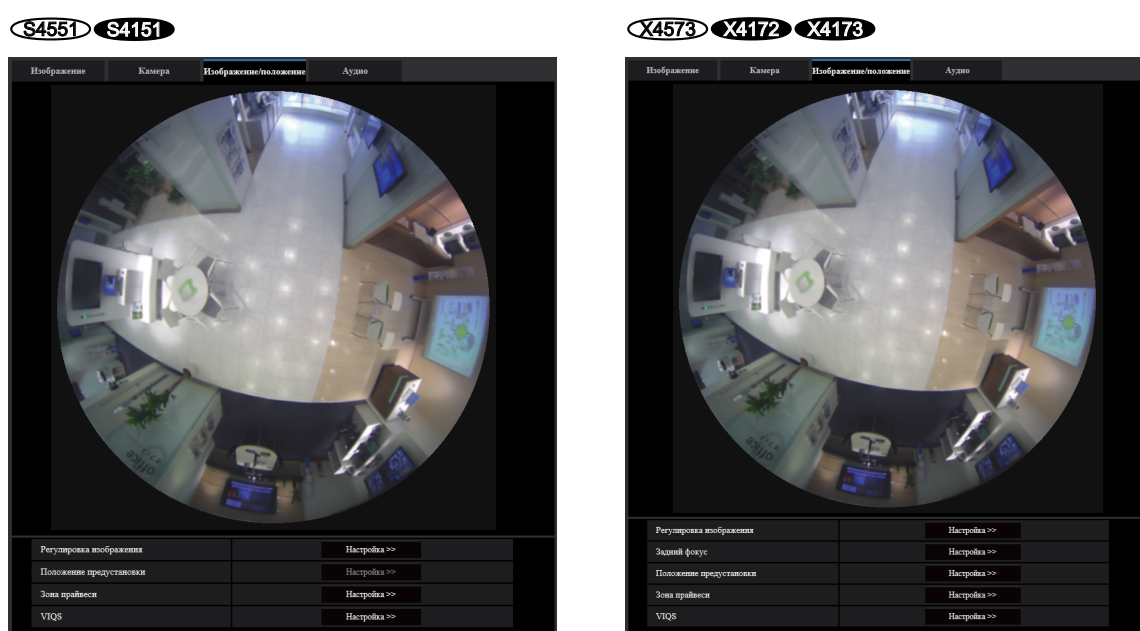 S4551 S4151
Изображение Камера Изображение/положение Аудио
office
Регулировка изображения Настройка >>
Положение предустановки Настройка >>
Зона прайвеси Настройка >>
VIQS Настройка >>
X4573 X4172 X4173
Изображение Камера Изображение/положение Аудио
office
Регулировка изображения Настройка >>
Задний фокус Настройка >>
Положение предустановки Настройка >>
Зона прайвеси Настройка >>
VIQS Настройка >>